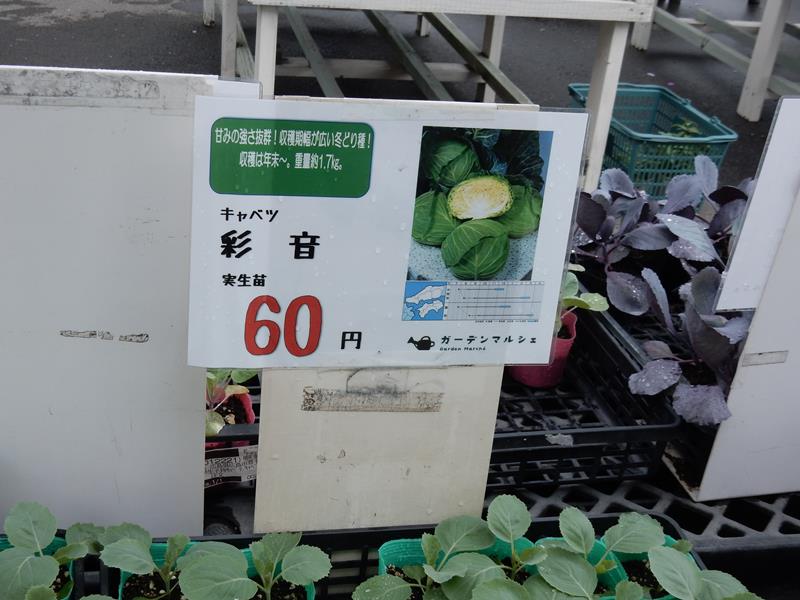 甘みの強さ抜群！収穫期幅が広い冬どり種！
収穫は年末～。重量約1.7kg。
キャベツ
彩音
実生苗
60円
ガーデンマルシェ
Garden Marché